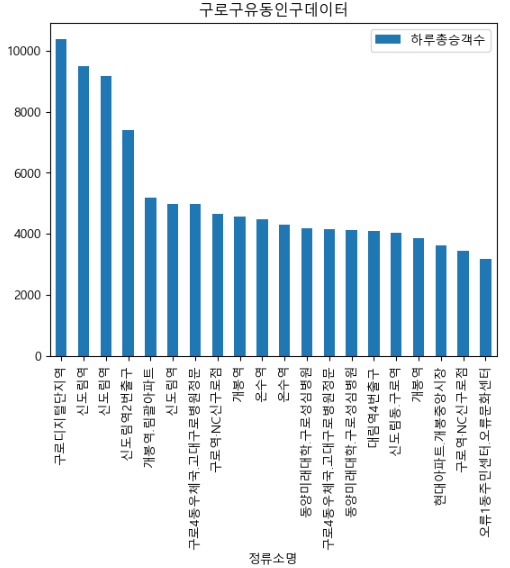 구로구유동인구데이터
하루총승객수
10000
8000
6000
4000
2000
0
구로디지털단지역
신도림역
신도림역
신도림역2번출구
개봉역.림팔아파트
신도림역
구로4동우체국.고대구로병원정문
구로역.NC신구로점
개봉역
온수역
온수역
동양미래대학.구로성심병원
구로4동우체국.고대구로병원정문
동양미래대학.구로성심병원
대림역4번출구
신도림동.구로역
개봉역
현대아파트.개봉중앙시장
구로역.NC신구로점
오류1동주민센터.오류문화센터
정류소명